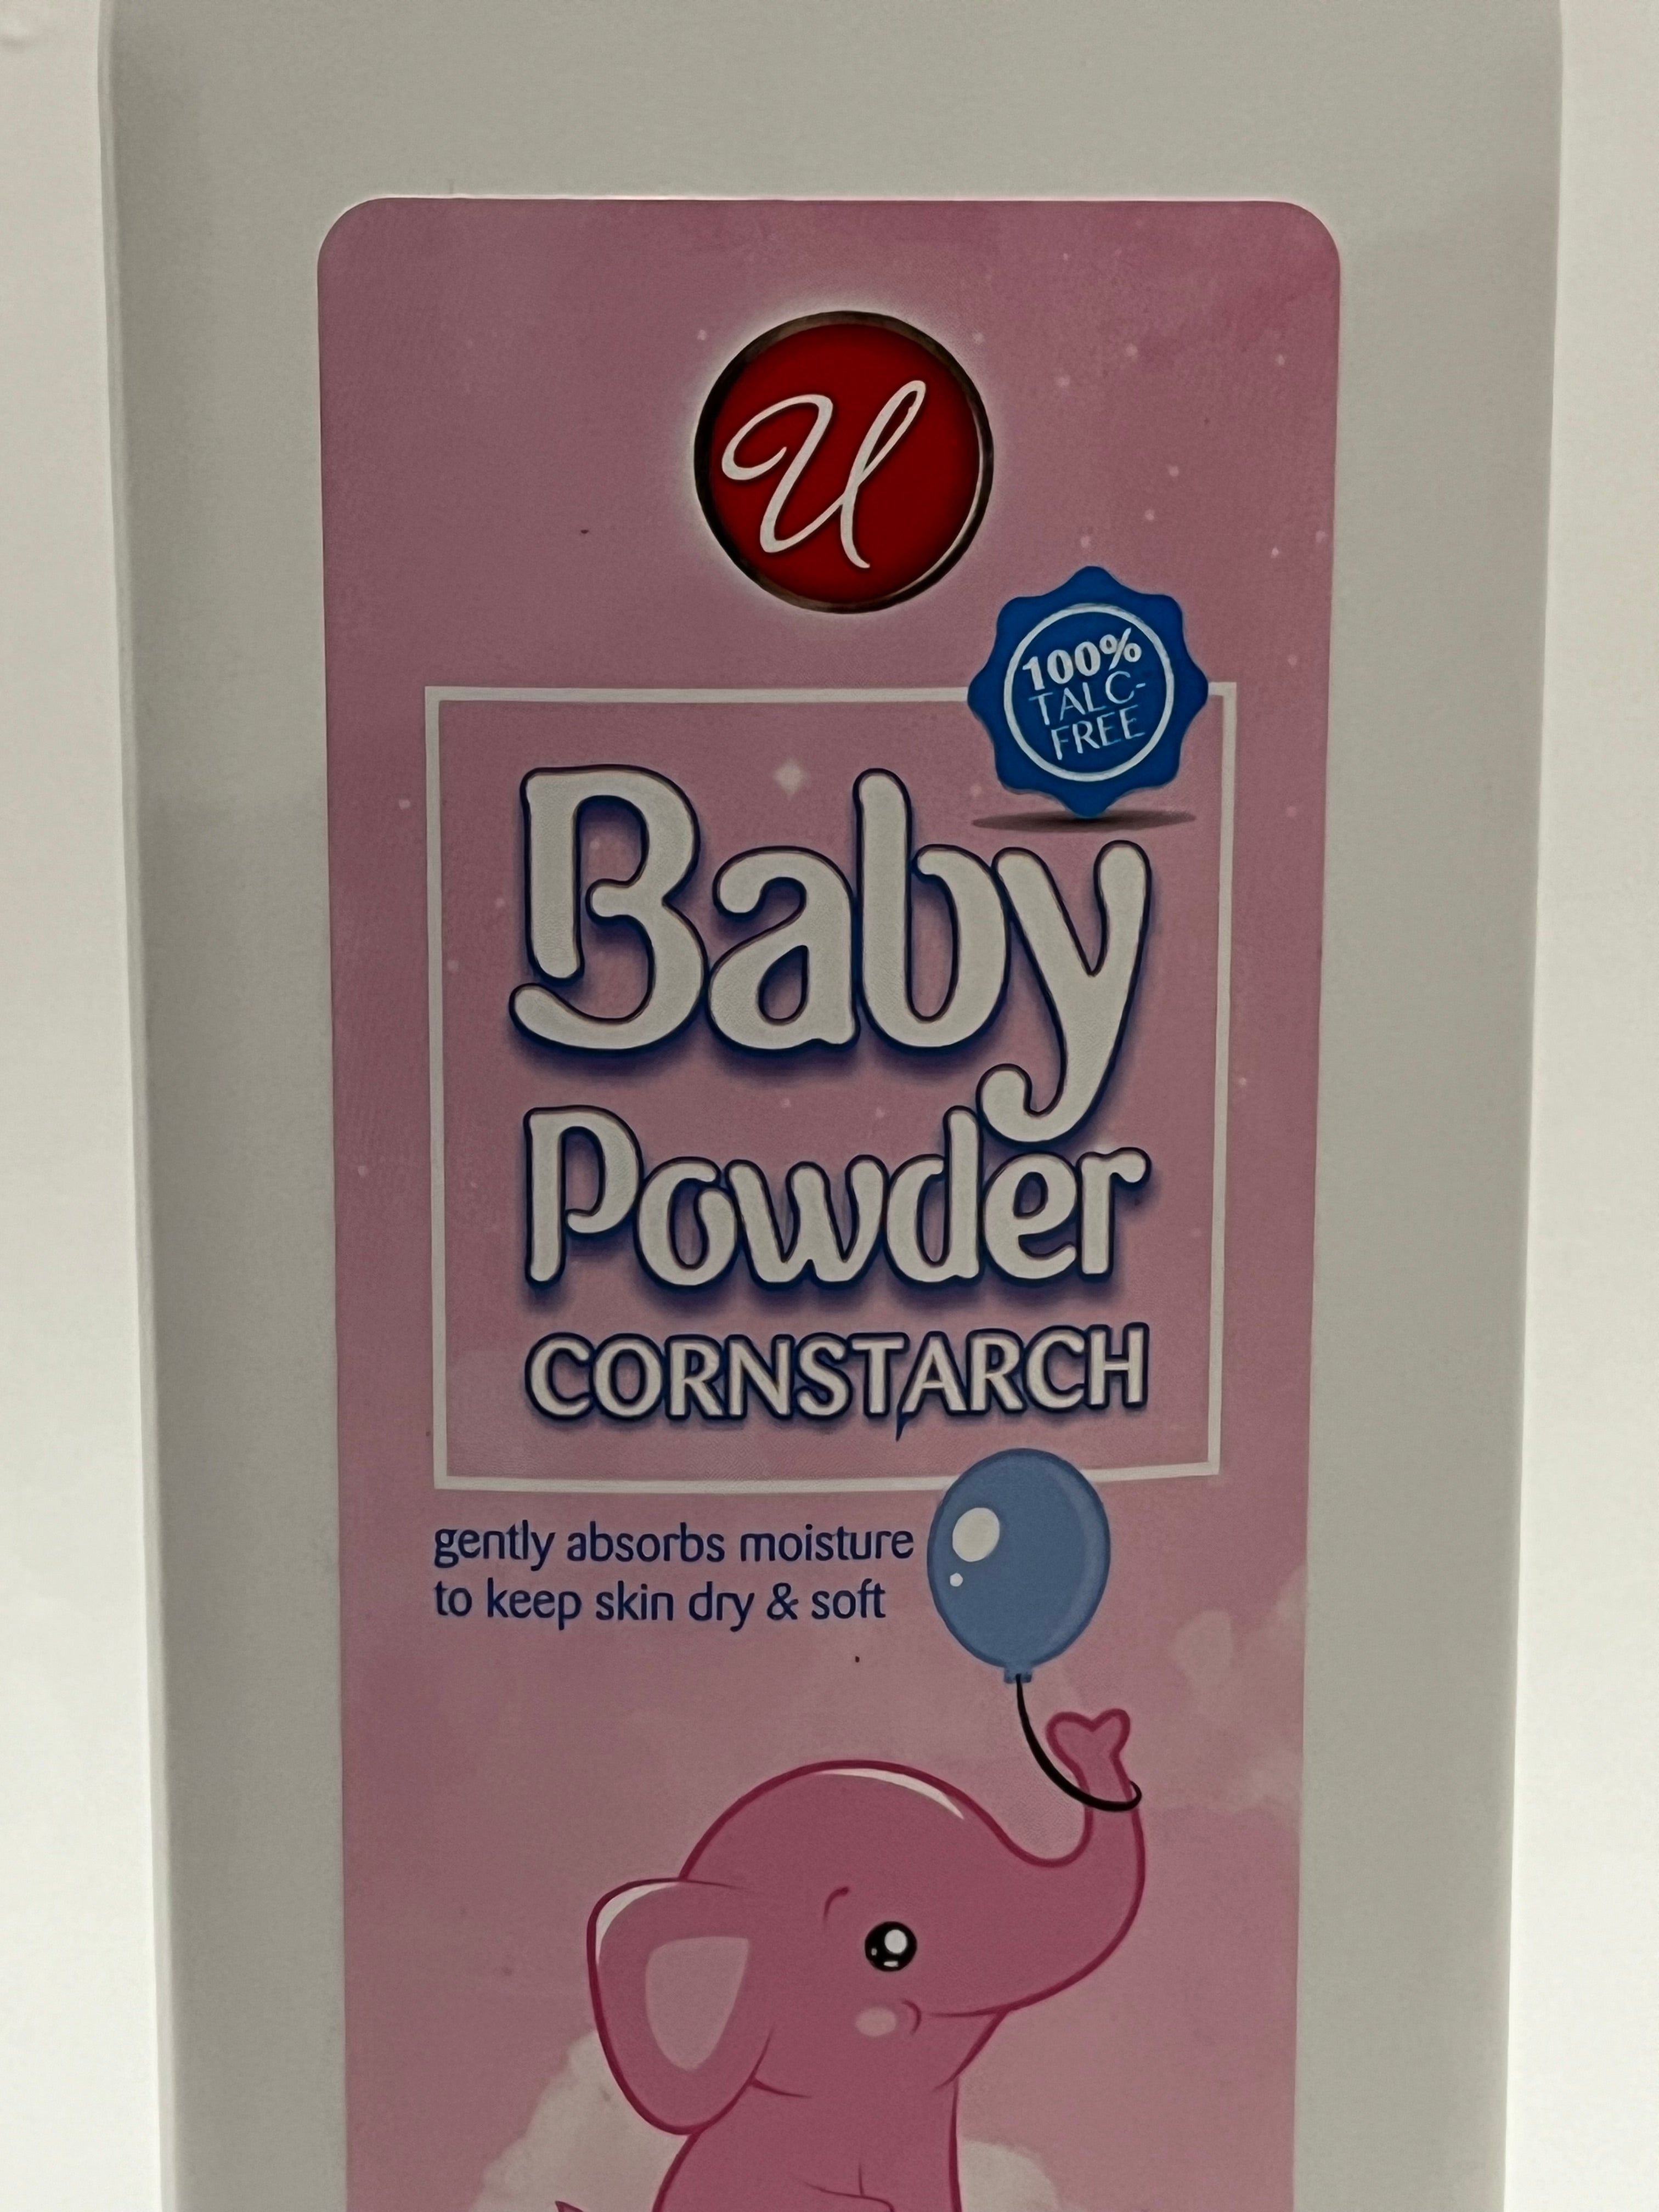 U
100%
TALC-
FREE
Baby
Powder
CORNSTARCH
gently absorbs moisture
to keep skin dry & soft